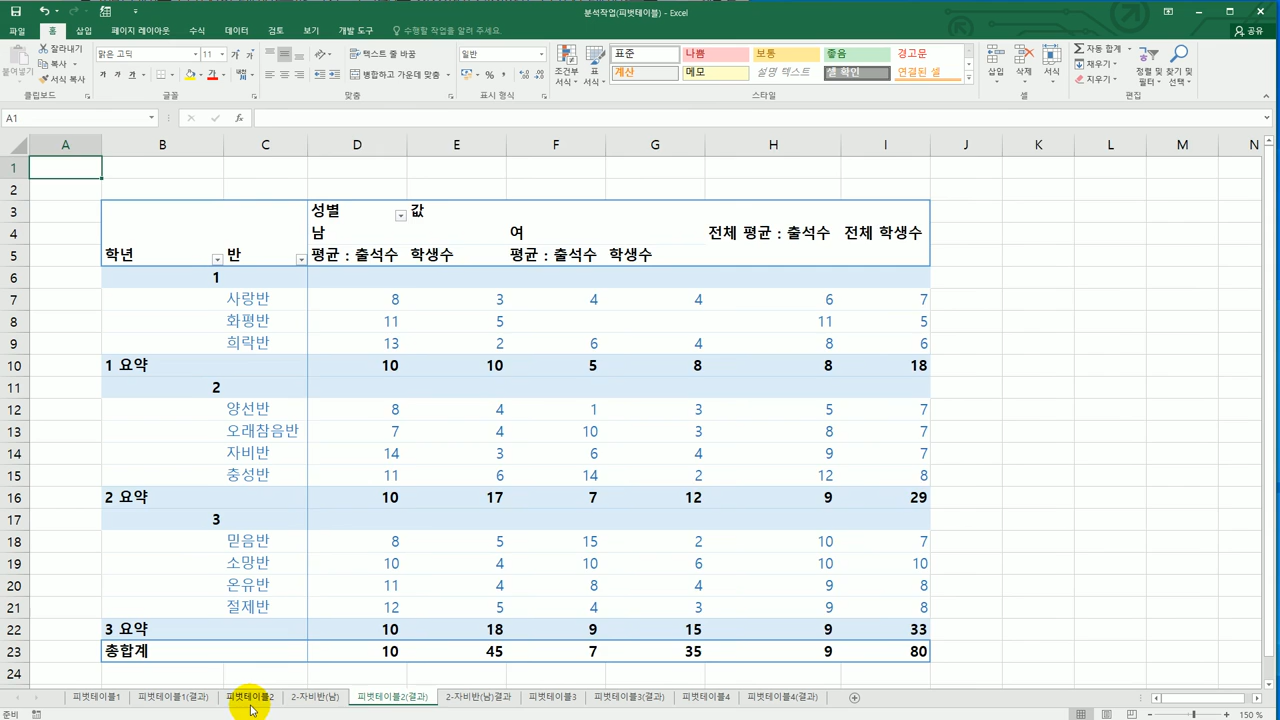 분석작업(피벗테이블) - Excel
파일 홈 삽입 페이지 레이아웃 수식 데이터 검토 보기 개발 도구 수행할 작업을 알려 주세요. 공유
붙여넣기 잘라내기 복사 서식 복사 클립보드
맑은 고딕 11 가 가 가 가 가 글꼴
텍스트 줄 바꿈 병합하고 가운데 맞춤 맞춤
일반 % 표시 형식
조건부 서식 표 서식 표준 나쁨 보통 좋음 경고문
계산 메모 설명 텍스트 셀 확인 연결된 셀 스타일
삽입 삭제 서식 셀
자동 합계 채우기 지우기 정렬 및 필터 찾기 및 선택 편집
A1 fx
A B C D E F G H I J K L M N
1
2
3 성별 값
4 남 여 전체 평균 : 출석수 전체 학생수
5 학년 반 평균 : 출석수 학생수 평균 : 출석수 학생수
6 1
7 사랑반 8 3 4 4 6 7
8 화평반 11 5 11 5
9 희락반 13 2 6 4 8 6
10 1 요약 10 10 5 8 8 18
11 2
12 양선반 8 4 1 3 5 7
13 오래참음반 7 4 10 3 8 7
14 자비반 14 3 6 4 9 7
15 충성반 11 6 14 2 12 8
16 2 요약 10 17 7 12 9 29
17 3
18 믿음반 8 5 15 2 10 7
19 소망반 10 4 10 6 10 10
20 온유반 11 4 8 4 9 8
21 절제반 12 5 4 3 9 8
22 3 요약 10 18 9 15 9 33
23 총합계 10 45 7 35 9 80
24
피벗테이블1 피벗테이블1(결과) 피벗테이블2 2-자비반(남) 피벗테이블2(결과) 2-자비반(남)결과 피벗테이블3 피벗테이블3(결과) 피벗테이블4 피벗테이블4(결과)
준비 150 %